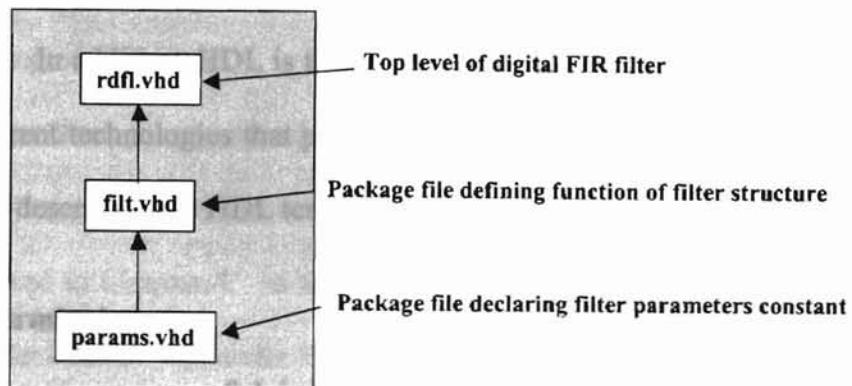 rdfl.vhd
Top level of digital FIR filter
filt.vhd
Package file defining function of filter structure
params.vhd
Package file declaring filter parameters constant